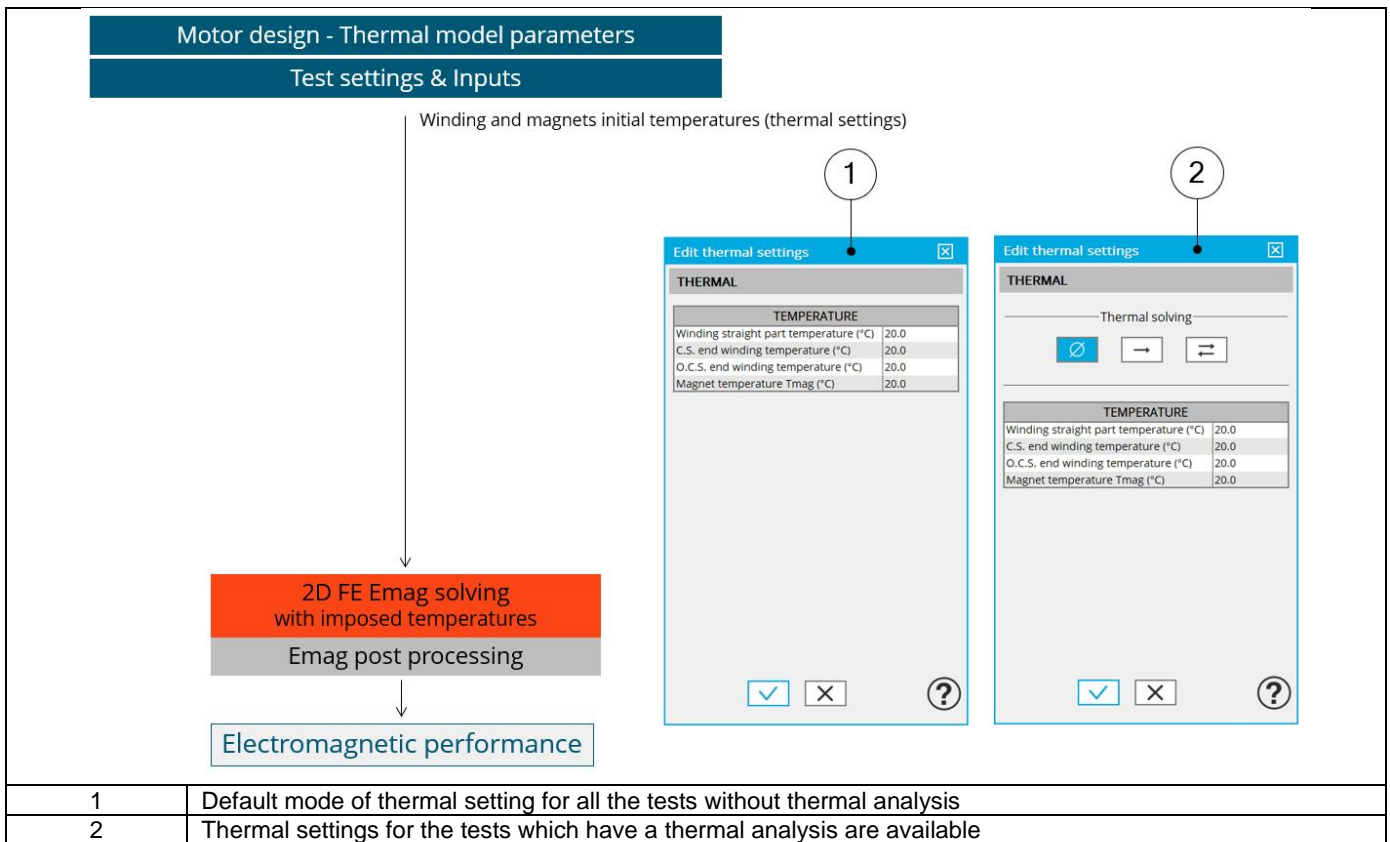 Motor design - Thermal model parameters
Test settings & Inputs
Winding and magnets initial temperatures (thermal settings)
1
2
Edit thermal settings
THERMAL
TEMPERATURE
Winding straight part temperature (°C) 20.0
C.S. end winding temperature (°C) 20.0
O.C.S. end winding temperature (°C) 20.0
Magnet temperature Tmag (°C) 20.0
?
Edit thermal settings
THERMAL
Thermal solving
∅ → ⇄
TEMPERATURE
Winding straight part temperature (°C) 20.0
C.S. end winding temperature (°C) 20.0
O.C.S. end winding temperature (°C) 20.0
Magnet temperature Tmag (°C) 20.0
?
2D FE Emag solving
with imposed temperatures
Emag post processing
Electromagnetic performance
1 Default mode of thermal setting for all the tests without thermal analysis
2 Thermal settings for the tests which have a thermal analysis are available